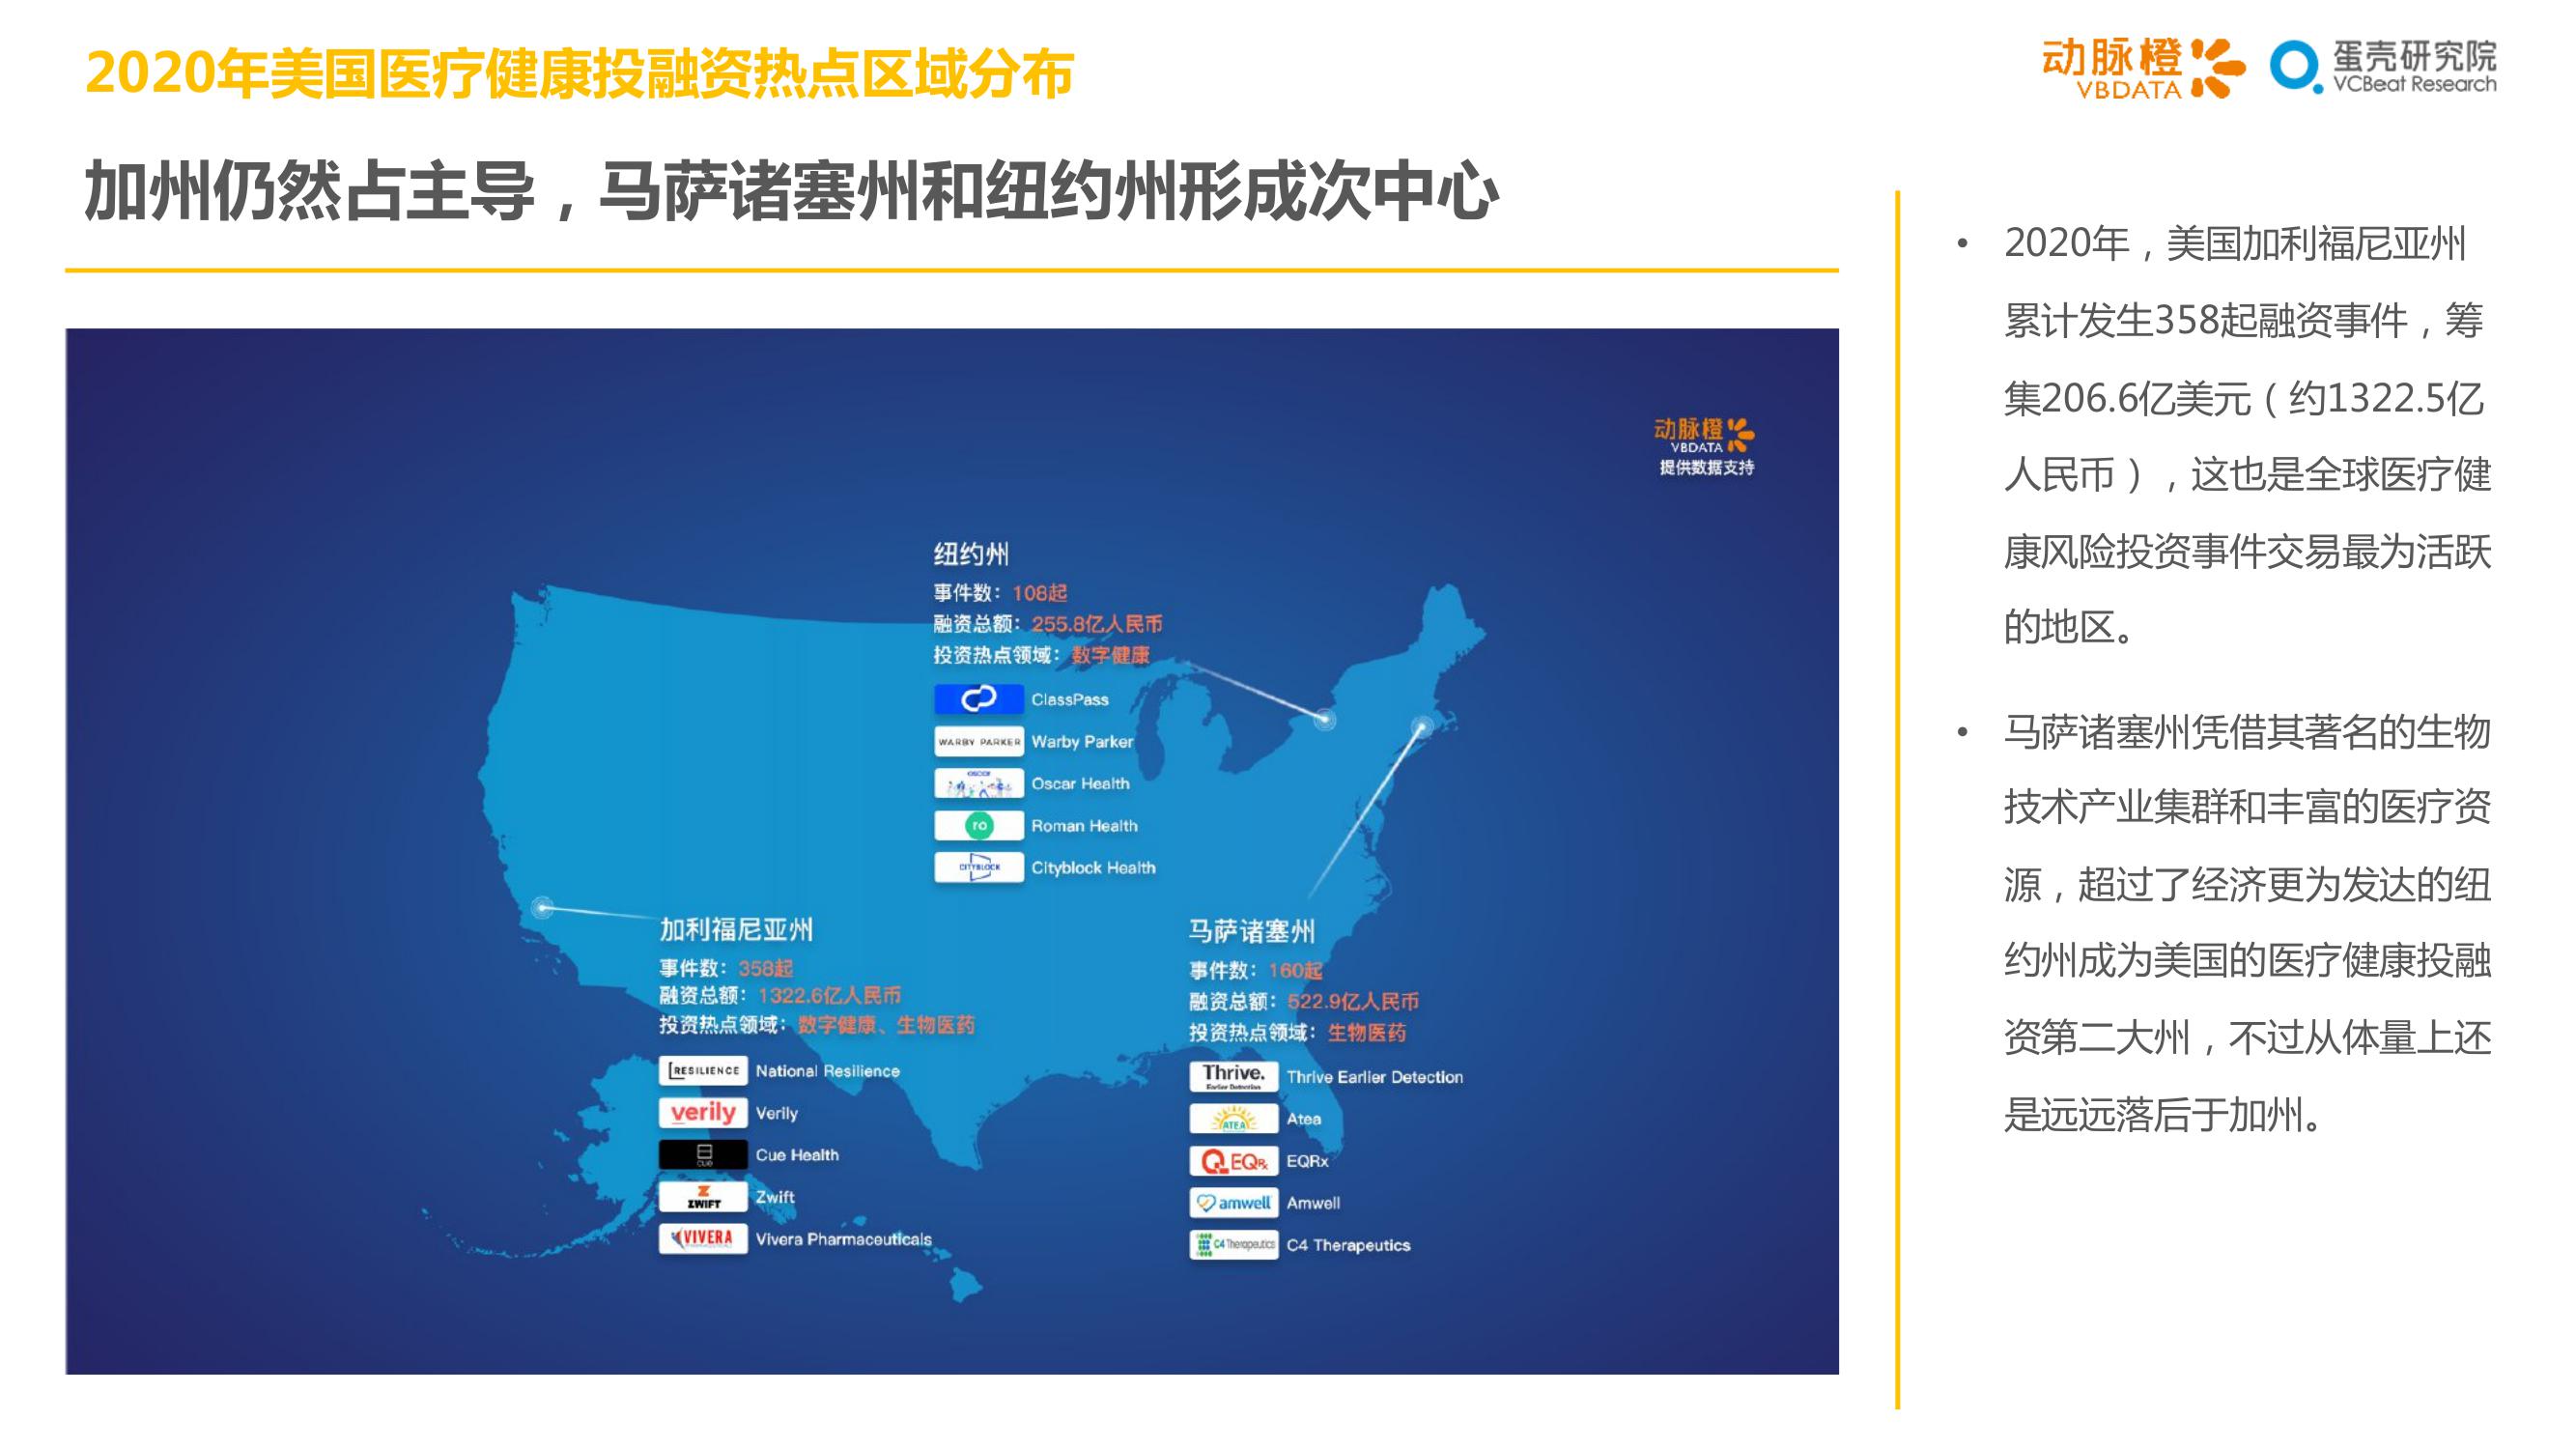 2020年美国医疗健康投融资热点区域分布
动脉橙
VBDATA
蛋壳研究院
VCBeat Research
加州仍然占主导，马萨诸塞州和纽约州形成次中心
动脉橙
VBDATA
提供数据支持
纽约州
事件数：108起
融资总额：255.8亿人民币
投资热点领域：数字健康
ClassPass
WARBY PARKER Warby Parker
oscar Oscar Health
ro Roman Health
CITYBLOCK Cityblock Health
加利福尼亚州
事件数：358起
融资总额：1322.6亿人民币
投资热点领域：数字健康、生物医药
RESILIENCE National Resilience
verily Verily
CUE Cue Health
ZWIFT Zwift
VIVERA Vivera Pharmaceuticals
马萨诸塞州
事件数：160起
融资总额：522.9亿人民币
投资热点领域：生物医药
Thrive. Thrive Earlier Detection
Earlier Detection
ATEA Atea
EQRx EQRx
amwell Amwell
C4 Therapeutics C4 Therapeutics
• 2020年，美国加利福尼亚州
累计发生358起融资事件，筹
集206.6亿美元（约1322.5亿
人民币），这也是全球医疗健
康风险投资事件交易最为活跃
的地区。
• 马萨诸塞州凭借其著名的生物
技术产业集群和丰富的医疗资
源，超过了经济更为发达的纽
约州成为美国的医疗健康投融
资第二大州，不过从体量上还
是远远落后于加州。